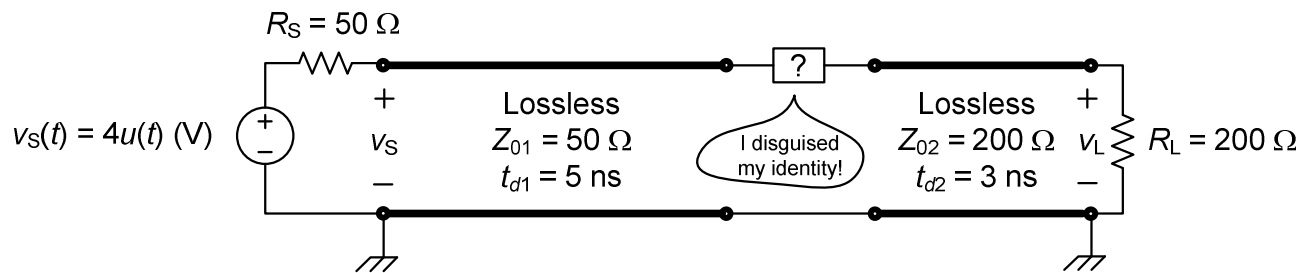 R_S = 50 Ω
v_S(t) = 4u(t) (V)
+
−
+
v_S
−
Lossless
Z_01 = 50 Ω
t_d1 = 5 ns
?
I disguised
my identity!
Lossless
Z_02 = 200 Ω
t_d2 = 3 ns
+
v_L
−
R_L = 200 Ω